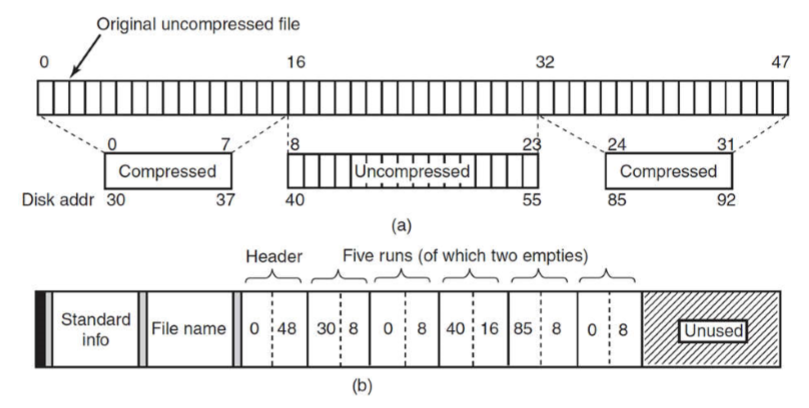 Original uncompressed file
0 16 32 47
0 7 8 23 24 31
Compressed Uncompressed Compressed
Disk addr 30 37 40 55 85 92
(a)
Header Five runs (of which two empties)
Standard info File name 0 48 30 8 0 8 40 16 85 8 0 8 Unused
(b)